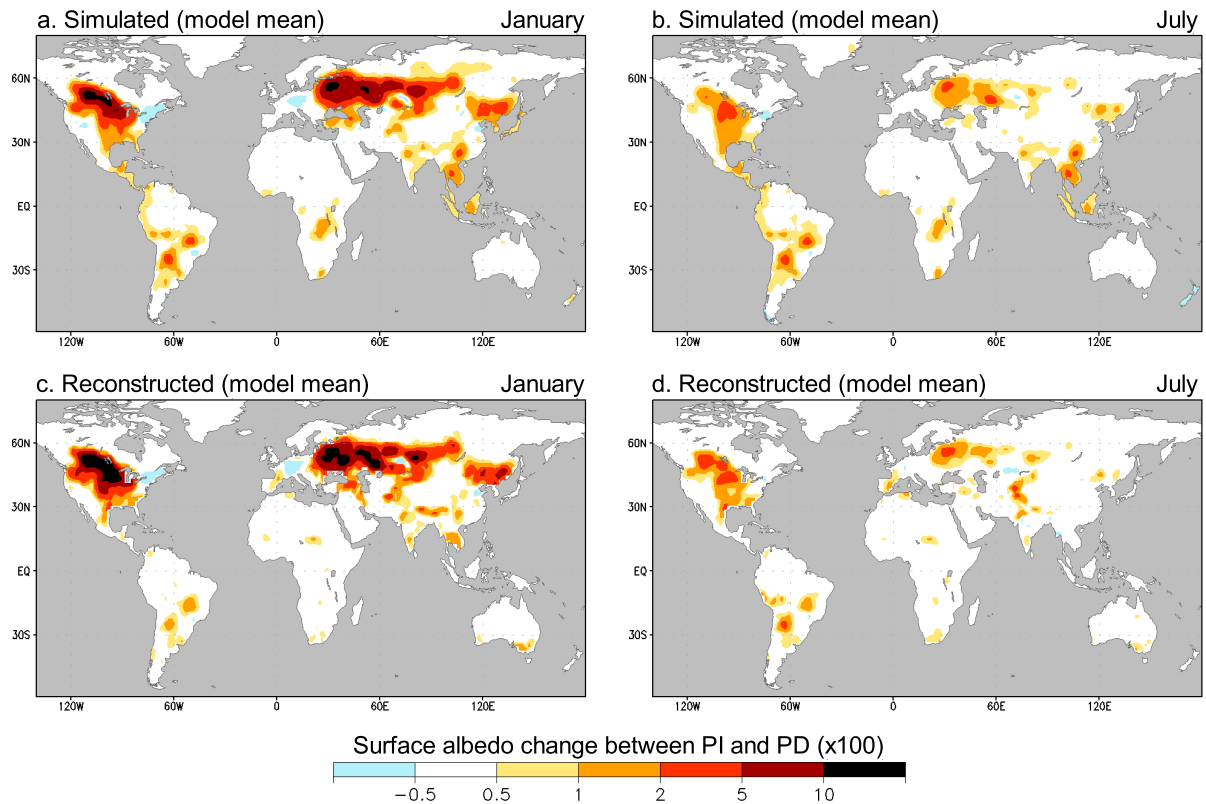 a. Simulated (model mean) January
b. Simulated (model mean) July
60N 60N
30N 30N
EQ EQ
30S 30S
120W 60W 0 60E 120E
120W 60W 0 60E 120E
c. Reconstructed (model mean) January
d. Reconstructed (model mean) July
60N 60N
30N 30N
EQ EQ
30S 30S
120W 60W 0 60E 120E
120W 60W 0 60E 120E
Surface albedo change between PI and PD (x100)
−0.5 0.5 1 2 5 10